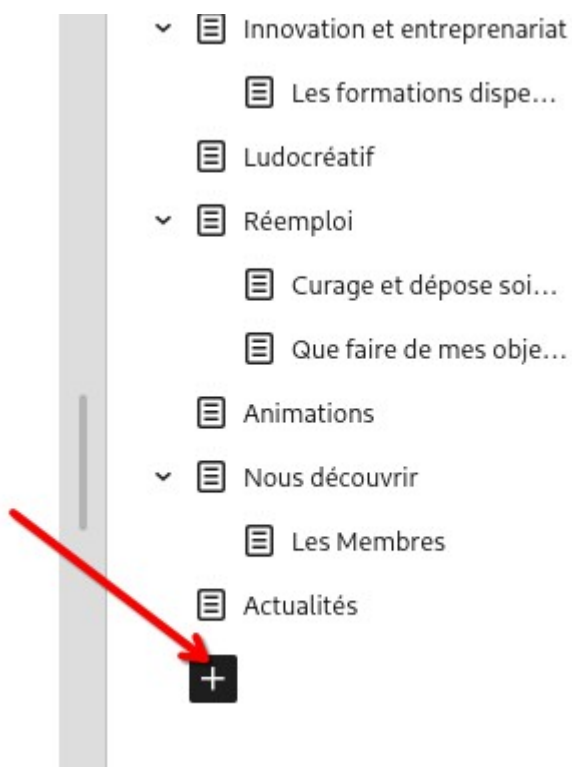 Innovation et entreprenariat
Les formations dispe...
Ludocréatif
Réemploi
Curage et dépose soi...
Que faire de mes obje...
Animations
Nous découvrir
Les Membres
Actualités